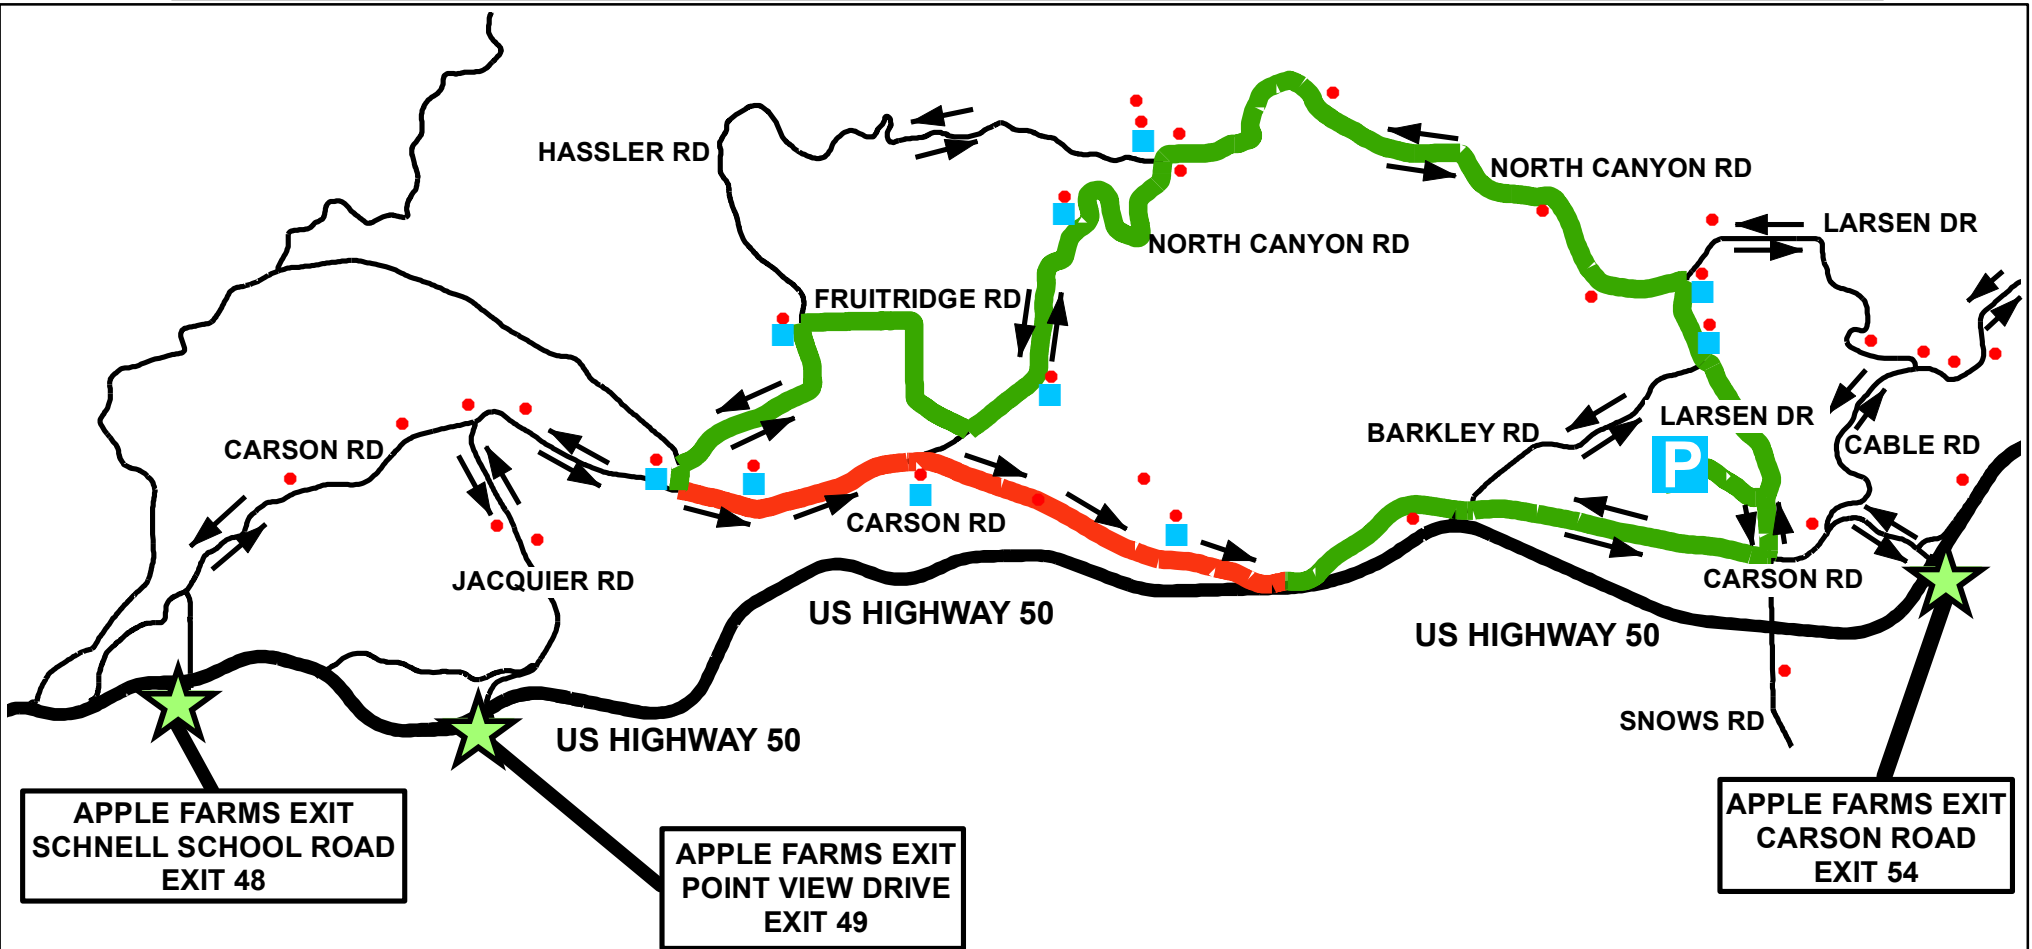 HASSLER RD
NORTH CANYON RD
LARSEN DR
NORTH CANYON RD
FRUITRIDGE RD
LARSEN DR
BARKLEY RD
CARSON RD
CABLE RD
P
CARSON RD
CARSON RD
JACQUIER RD
US HIGHWAY 50
US HIGHWAY 50
SNOWS RD
US HIGHWAY 50
APPLE FARMS EXIT
SCHNELL SCHOOL ROAD
EXIT 48
APPLE FARMS EXIT
POINT VIEW DRIVE
EXIT 49
APPLE FARMS EXIT
CARSON ROAD
EXIT 54